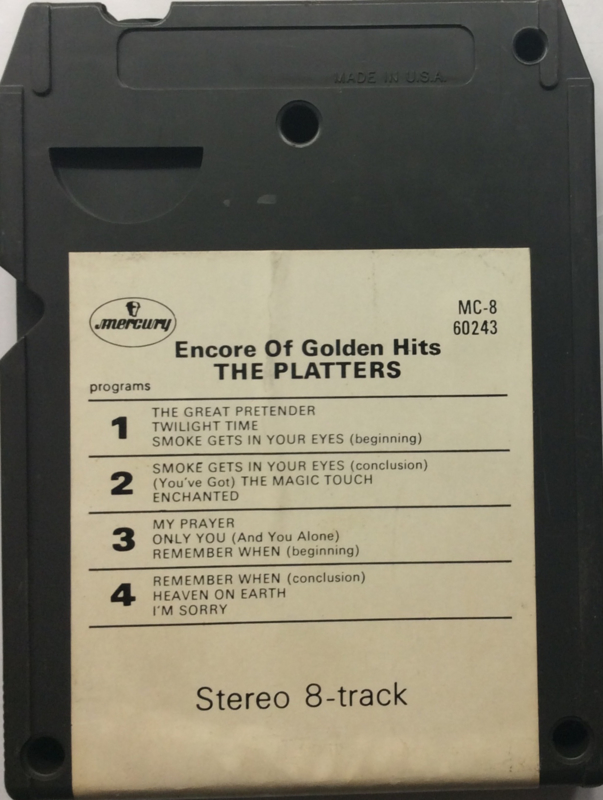 MADE IN U.S.A.
mercury
MC-8
60243
Encore Of Golden Hits
THE PLATTERS
programs
1
THE GREAT PRETENDER
TWILIGHT TIME
SMOKE GETS IN YOUR EYES (beginning)
2
SMOKE GETS IN YOUR EYES (conclusion)
(You've Got) THE MAGIC TOUCH
ENCHANTED
3
MY PRAYER
ONLY YOU (And You Alone)
REMEMBER WHEN (beginning)
4
REMEMBER WHEN (conclusion)
HEAVEN ON EARTH
I'M SORRY
Stereo 8-track